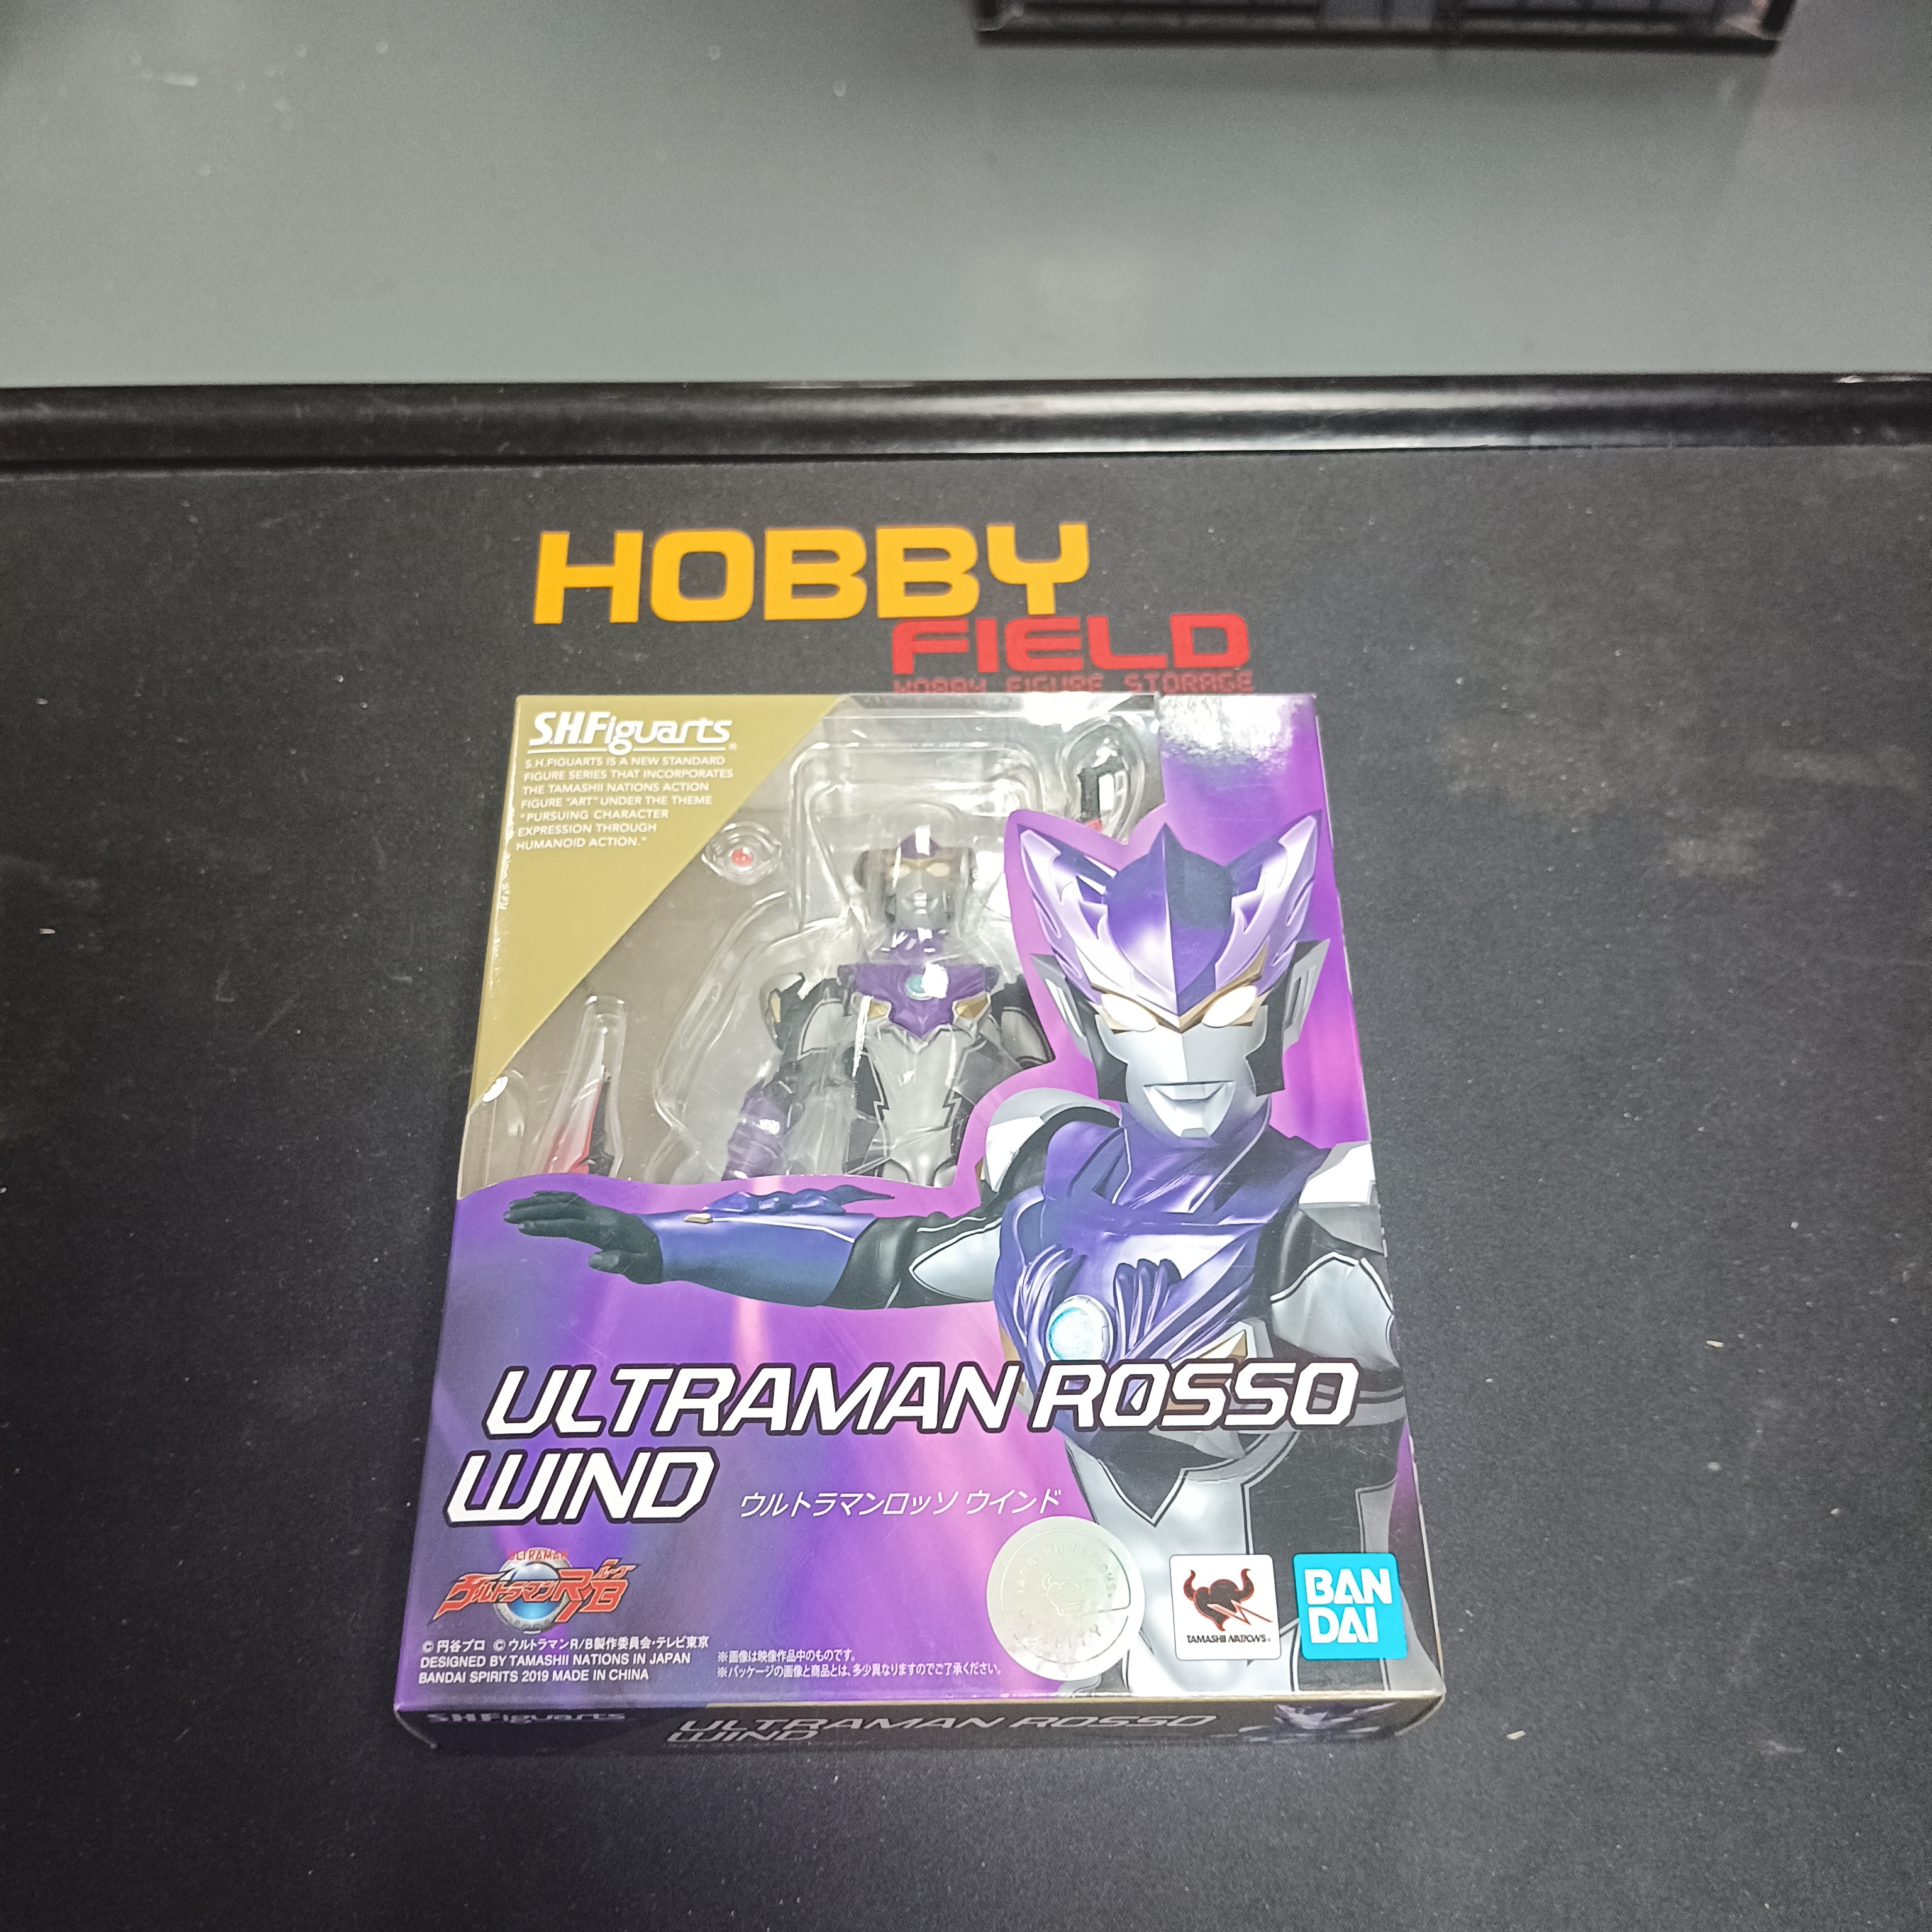 HOBBY
FIELD
HOBBY FIGURE STORAGE
S.H.Figuarts®
S.H.FIGUARTS IS A NEW STANDARD
FIGURE SERIES THAT INCORPORATES
THE TAMASHII NATIONS ACTION
FIGURE "ART" UNDER THE THEME
"PURSUING CHARACTER
EXPRESSION THROUGH
HUMANOID ACTION."
ULTRAMAN ROSSO
WIND
ウルトラマンロッソ ウインド
ULTRAMAN
ウルトラマンR/B
ルーブ
© 円谷プロ © ウルトラマンR/B製作委員会・テレビ東京
DESIGNED BY TAMASHII NATIONS IN JAPAN
BANDAI SPIRITS 2019 MADE IN CHINA
※画像は映像作品中のものです。
※パッケージの画像と商品とは、多少異なりますのでご了承ください。
TAMASHII NATIONS
BAN
DAI
S.H.Figuarts
ULTRAMAN ROSSO
WIND